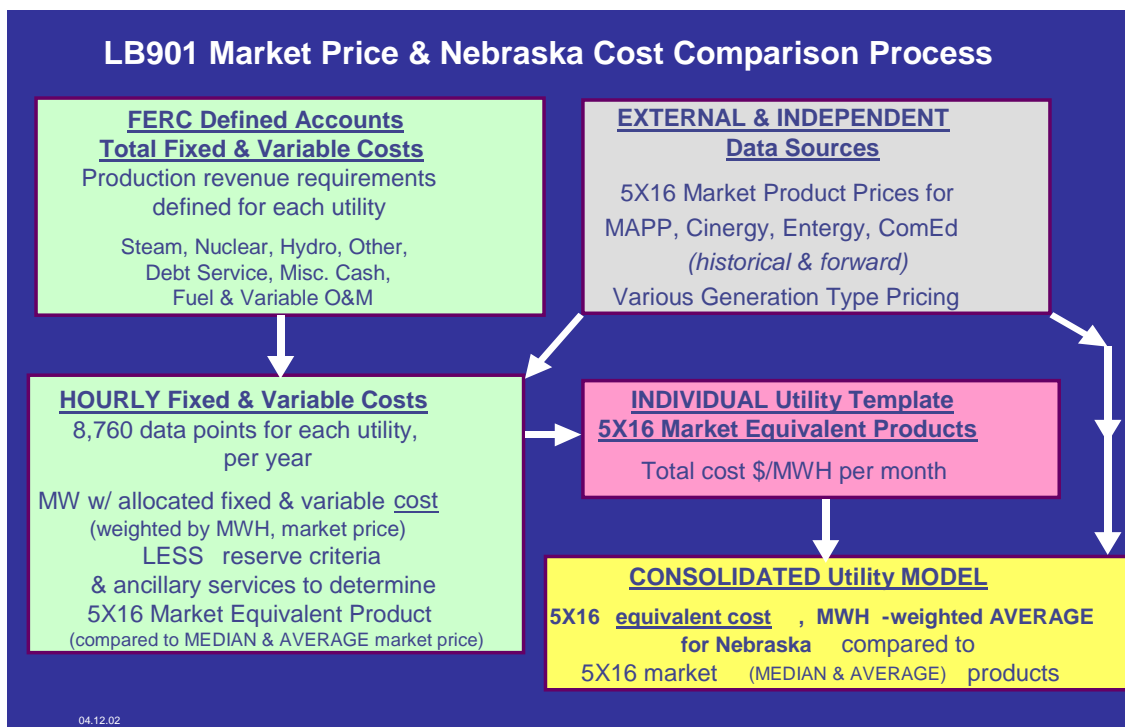 LB901 Market Price & Nebraska Cost Comparison Process
FERC Defined Accounts
Total Fixed & Variable Costs
Production revenue requirements
defined for each utility
Steam, Nuclear, Hydro, Other,
Debt Service, Misc. Cash,
Fuel & Variable O&M
EXTERNAL & INDEPENDENT
Data Sources
5X16 Market Product Prices for
MAPP, Cinergy, Entergy, ComEd
(historical & forward)
Various Generation Type Pricing
HOURLY Fixed & Variable Costs
8,760 data points for each utility,
per year
MW w/ allocated fixed & variable cost
(weighted by MWH, market price)
LESS reserve criteria
& ancillary services to determine
5X16 Market Equivalent Product
(compared to MEDIAN & AVERAGE market price)
INDIVIDUAL Utility Template
5X16 Market Equivalent Products
Total cost $/MWH per month
CONSOLIDATED Utility MODEL
5X16 equivalent cost , MWH -weighted AVERAGE
for Nebraska compared to
5X16 market (MEDIAN & AVERAGE) products
04.12.02